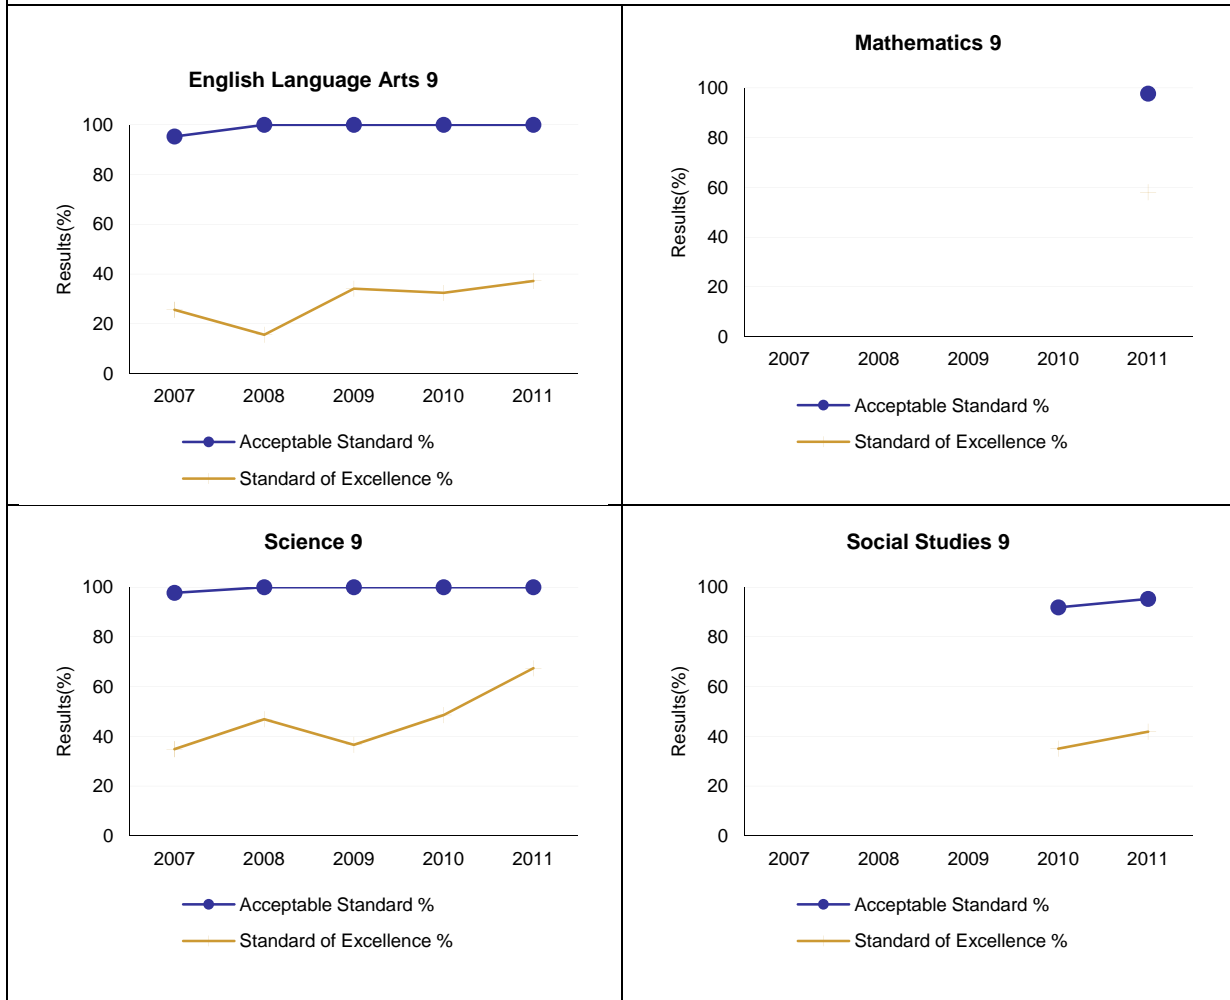 English Language Arts 9
100
80
60
40
20
0
Results(%)
2007 2008 2009 2010 2011
Acceptable Standard %
Standard of Excellence %
Mathematics 9
100
80
60
40
20
0
Results(%)
2007 2008 2009 2010 2011
Acceptable Standard %
Standard of Excellence %
Science 9
100
80
60
40
20
0
Results(%)
2007 2008 2009 2010 2011
Acceptable Standard %
Standard of Excellence %
Social Studies 9
100
80
60
40
20
0
Results(%)
2007 2008 2009 2010 2011
Acceptable Standard %
Standard of Excellence %